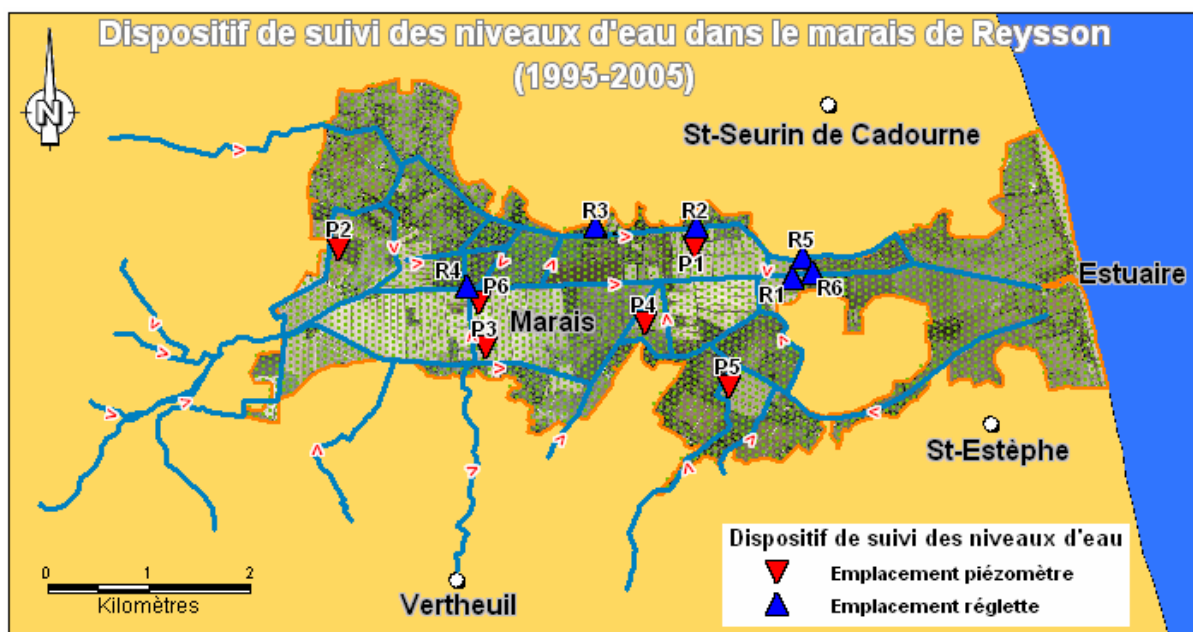 Dispositif de suivi des niveaux d'eau dans le marais de Reysson
(1995-2005)
N
St-Seurin de Cadourne
P2
R3
R2
P1
R5
R4
P6
R1
R6
Estuaire
P4
Marais
P3
P5
St-Estèphe
Vertheuil
0 1 2
Kilomètres
Dispositif de suivi des niveaux d'eau
Emplacement piézomètre
Emplacement réglette